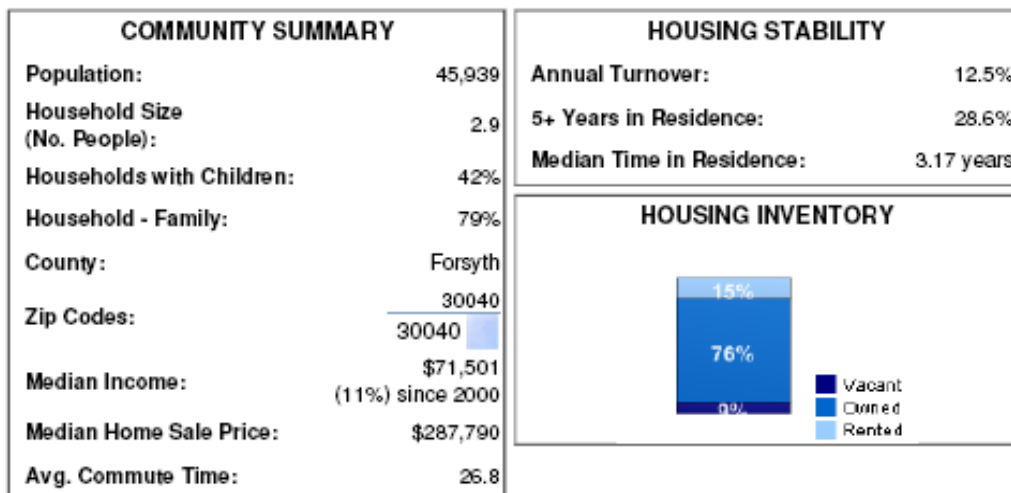 COMMUNITY SUMMARY
Population: 45,939
Household Size
(No. People): 2.9
Households with Children: 42%
Household - Family: 79%
County: Forsyth
Zip Codes: 30040
30040
Median Income: $71,501
(11%) since 2000
Median Home Sale Price: $287,790
Avg. Commute Time: 26.8
HOUSING STABILITY
Annual Turnover: 12.5%
5+ Years in Residence: 28.6%
Median Time in Residence: 3.17 years
HOUSING INVENTORY
15%
76%
9%
Vacant
Owned
Rented